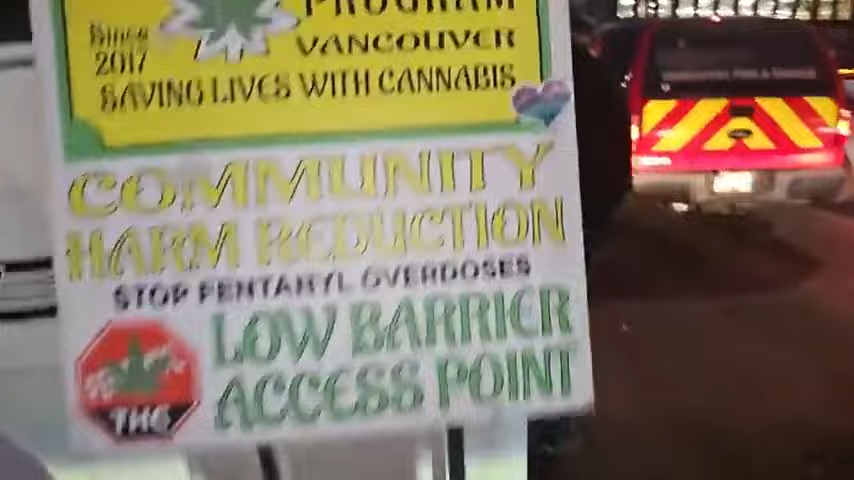 PROGRAM
Since
2017
VANCOUVER
SAVING LIVES WITH CANNABIS
COMMUNITY
HARM REDUCTION
STOP FENTANYL OVERDOSES
LOW BARRIER
ACCESS POINT
THC